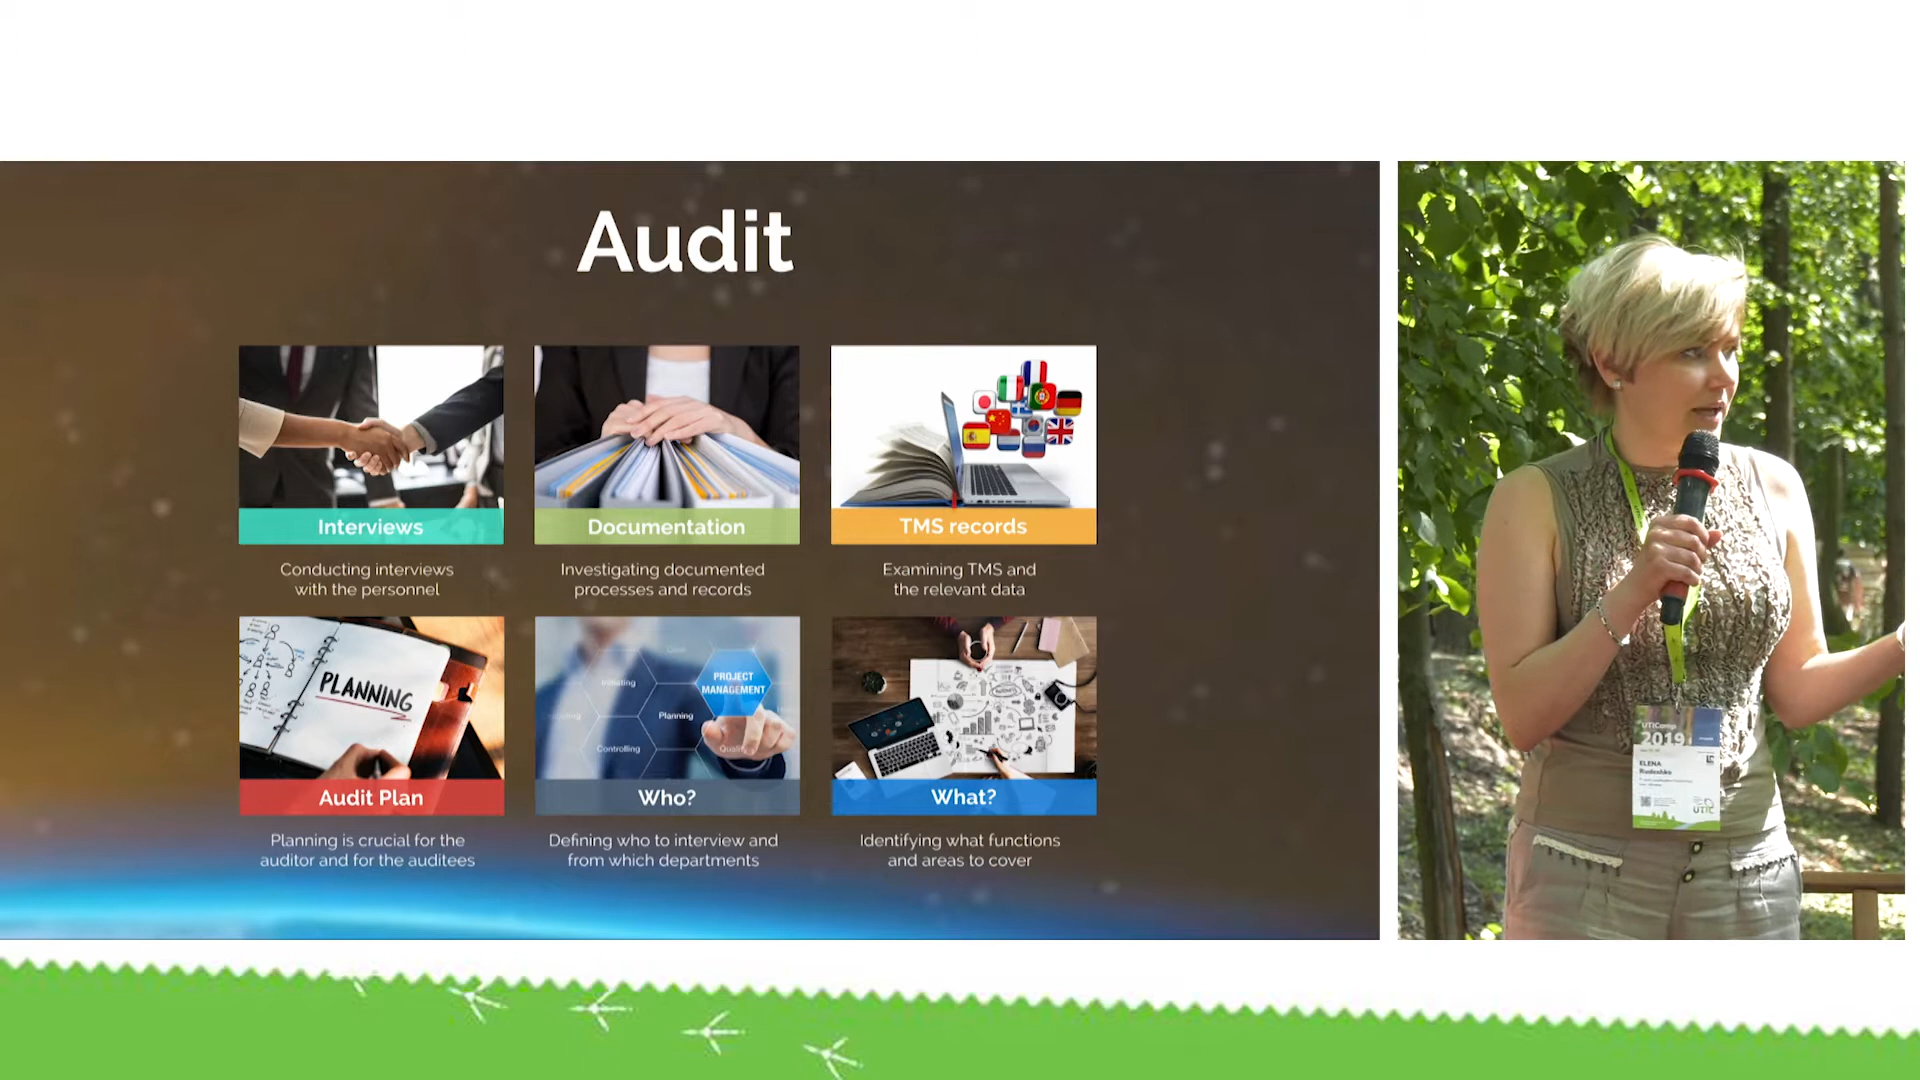 Audit
Interviews
Conducting interviews
with the personnel
Documentation
Investigating documented
processes and records
TMS records
Examining TMS and
the relevant data
PLANNING
Audit Plan
Planning is crucial for the
auditor and for the auditees
Initiating
PROJECT
MANAGEMENT
Planning
Controlling
Who?
Defining who to interview and
from which departments
What?
Identifying what functions
and areas to cover
UTICamp
2019
ELENA
UTIC